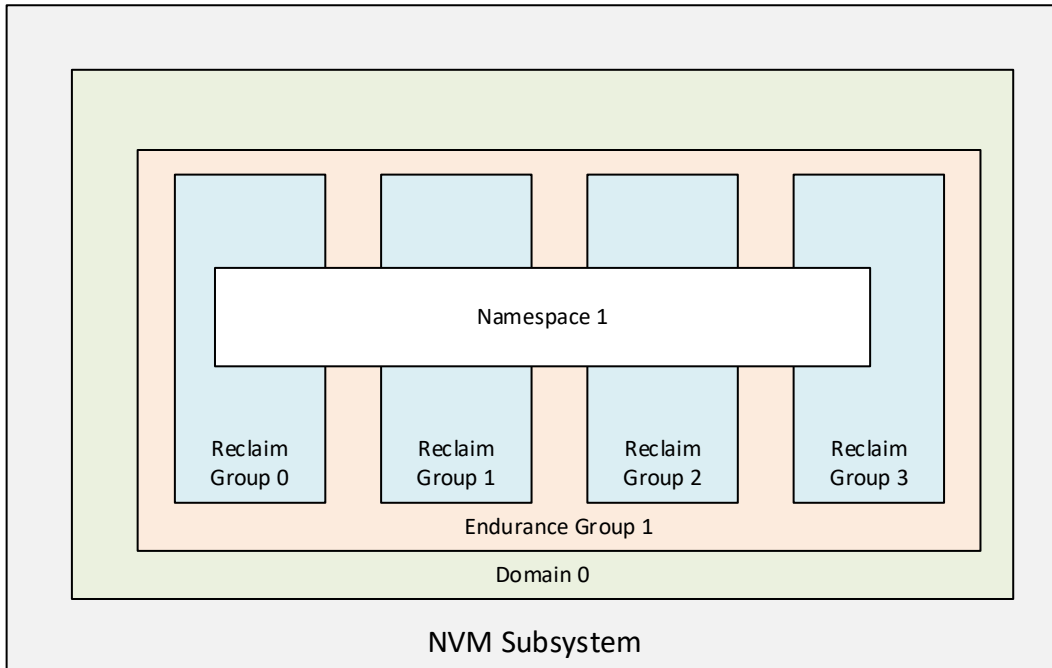 Namespace 1
Reclaim
Group 0
Reclaim
Group 1
Reclaim
Group 2
Reclaim
Group 3
Endurance Group 1
Domain 0
NVM Subsystem